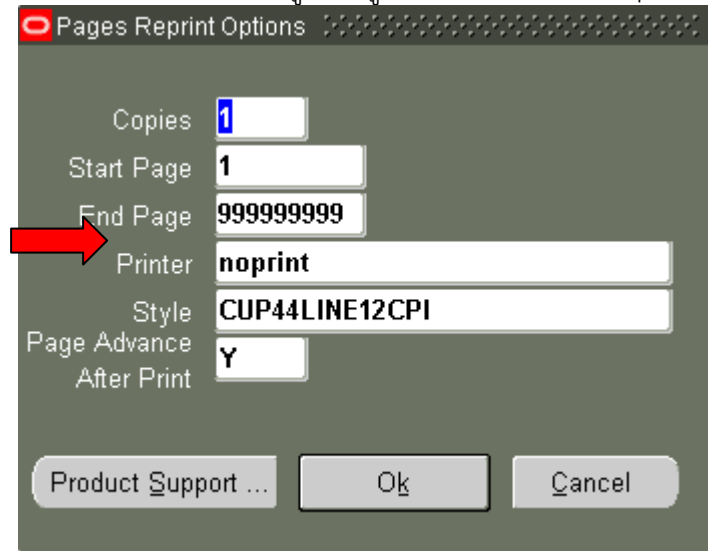 Pages Reprint Options
Copies 1
Start Page 1
End Page 999999999
Printer noprint
Style CUP44LINE12CPI
Page Advance
After Print Y
Product Support ... Ok Cancel